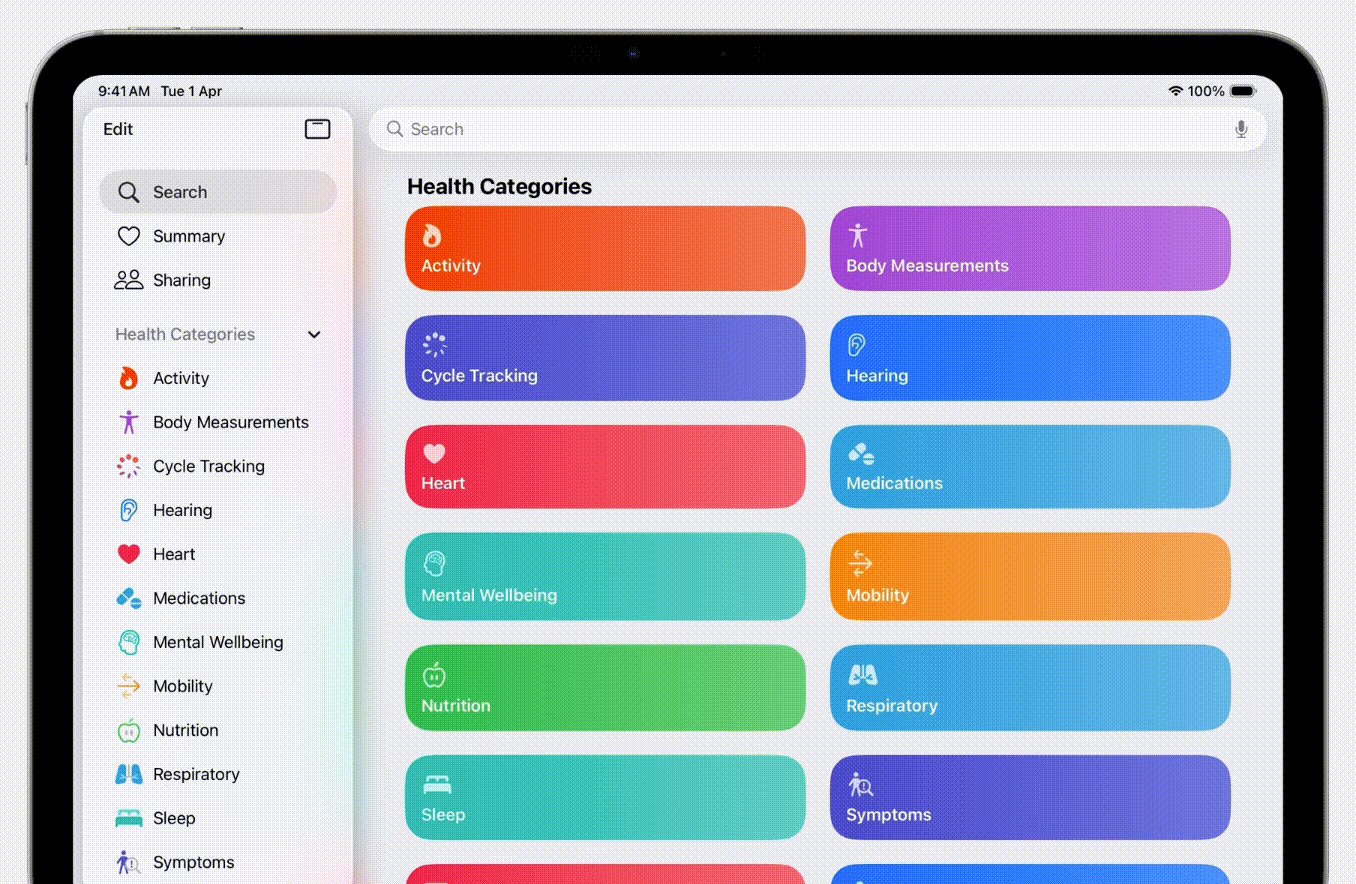 9:41 AM Tue 1 Apr
100%
Edit
Search
Summary
Sharing
Health Categories
Activity
Body Measurements
Cycle Tracking
Hearing
Heart
Medications
Mental Wellbeing
Mobility
Nutrition
Respiratory
Sleep
Symptoms
Search
Health Categories
Activity
Body Measurements
Cycle Tracking
Hearing
Heart
Medications
Mental Wellbeing
Mobility
Nutrition
Respiratory
Sleep
Symptoms